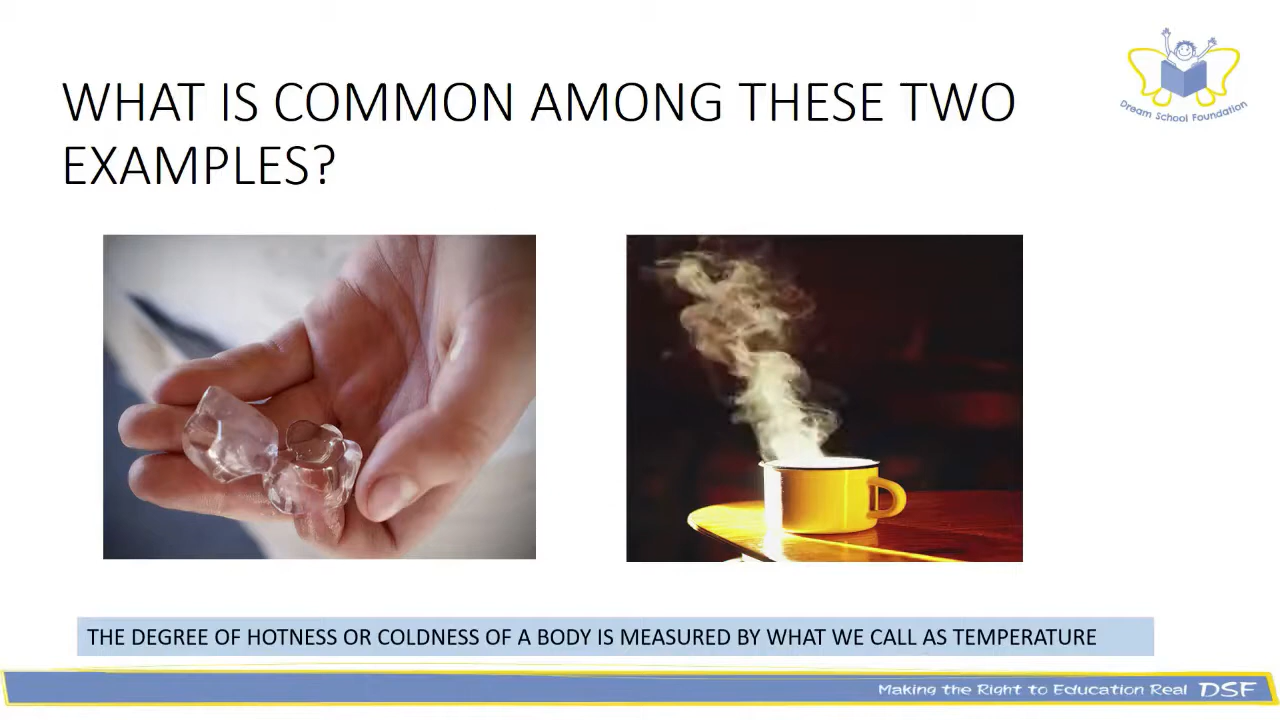 WHAT IS COMMON AMONG THESE TWO
EXAMPLES?
Dream School Foundation
THE DEGREE OF HOTNESS OR COLDNESS OF A BODY IS MEASURED BY WHAT WE CALL AS TEMPERATURE
Making the Right to Education Real DSF